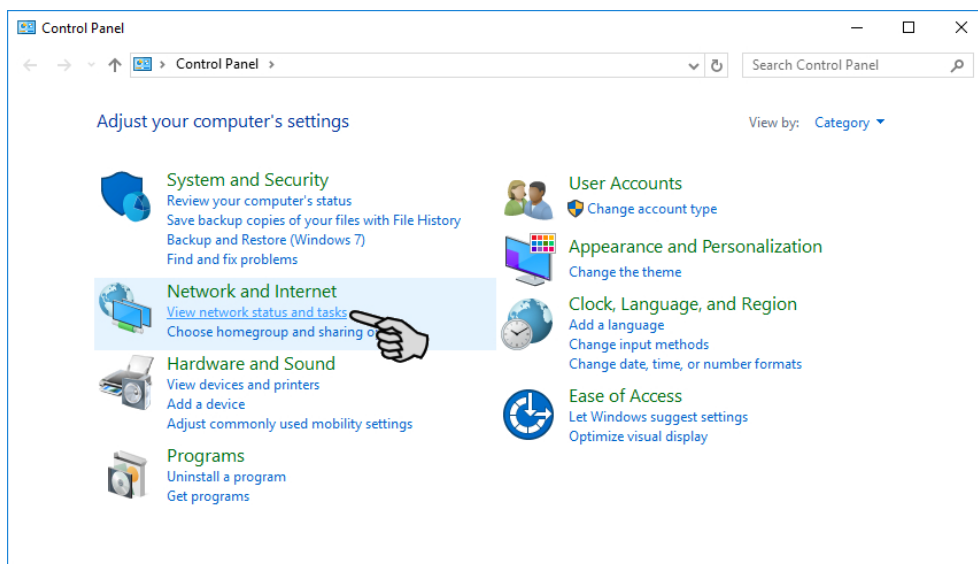 Control Panel
Control Panel
Search Control Panel
Adjust your computer's settings
View by: Category
System and Security
Review your computer's status
Save backup copies of your files with File History
Backup and Restore (Windows 7)
Find and fix problems
Network and Internet
View network status and tasks
Choose homegroup and sharing
Hardware and Sound
View devices and printers
Add a device
Adjust commonly used mobility settings
Programs
Uninstall a program
Get programs
User Accounts
Change account type
Appearance and Personalization
Change the theme
Clock, Language, and Region
Add a language
Change input methods
Change date, time, or number formats
Ease of Access
Let Windows suggest settings
Optimize visual display